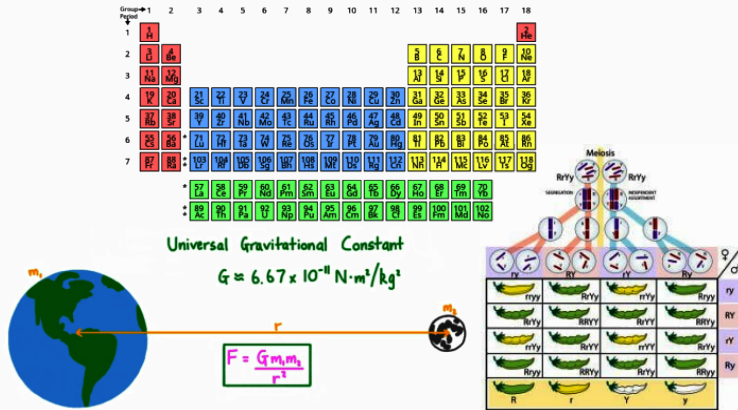 Group→ 1 2 3 4 5 6 7 8 9 10 11 12 13 14 15 16 17 18
↓Period
1 1 2
H He
2 3 4 5 6 7 8 9 10
Li Be B C N O F Ne
3 11 12 13 14 15 16 17 18
Na Mg Al Si P S Cl Ar
4 19 20 21 22 23 24 25 26 27 28 29 30 31 32 33 34 35 36
K Ca Sc Ti V Cr Mn Fe Co Ni Cu Zn Ga Ge As Se Br Kr
5 37 38 39 40 41 42 43 44 45 46 47 48 49 50 51 52 53 54
Rb Sr Y Zr Nb Mo Tc Ru Rh Pd Ag Cd In Sn Sb Te I Xe
6 55 56 * 71 72 73 74 75 76 77 78 79 80 81 82 83 84 85 86
Cs Ba Lu Hf Ta W Re Os Ir Pt Au Hg Tl Pb Bi Po At Rn
7 87 88 * 103 104 105 106 107 108 109 110 111 112 113 114 115 116 117 118
Fr Ra * Lr Rf Db Sg Bh Hs Mt Ds Rg Cn Nh Fl Mc Lv Ts Og
* 57 58 59 60 61 62 63 64 65 66 67 68 69 70
La Ce Pr Nd Pm Sm Eu Gd Tb Dy Ho Er Tm Yb
* 89 90 91 92 93 94 95 96 97 98 99 100 101 102
* Ac Th Pa U Np Pu Am Cm Bk Cf Es Fm Md No
Universal Gravitational Constant
G ≈ 6.67 x 10⁻¹¹ N·m²/kg²
m₁
r
m₂
F = Gm₁m₂
r²
Meiosis
RrYy RrYy
SEGREGATION INDEPENDENT
ASSORTMENT
ry RY rY Ry ♀
♂
rryy RrYy rrYy Rryy ry
RrYy RRYY RrYY RRYy RY
rrYy RrYY rrYY RrYy rY
Rryy RRYy RrYy RRyy Ry
R r Y y